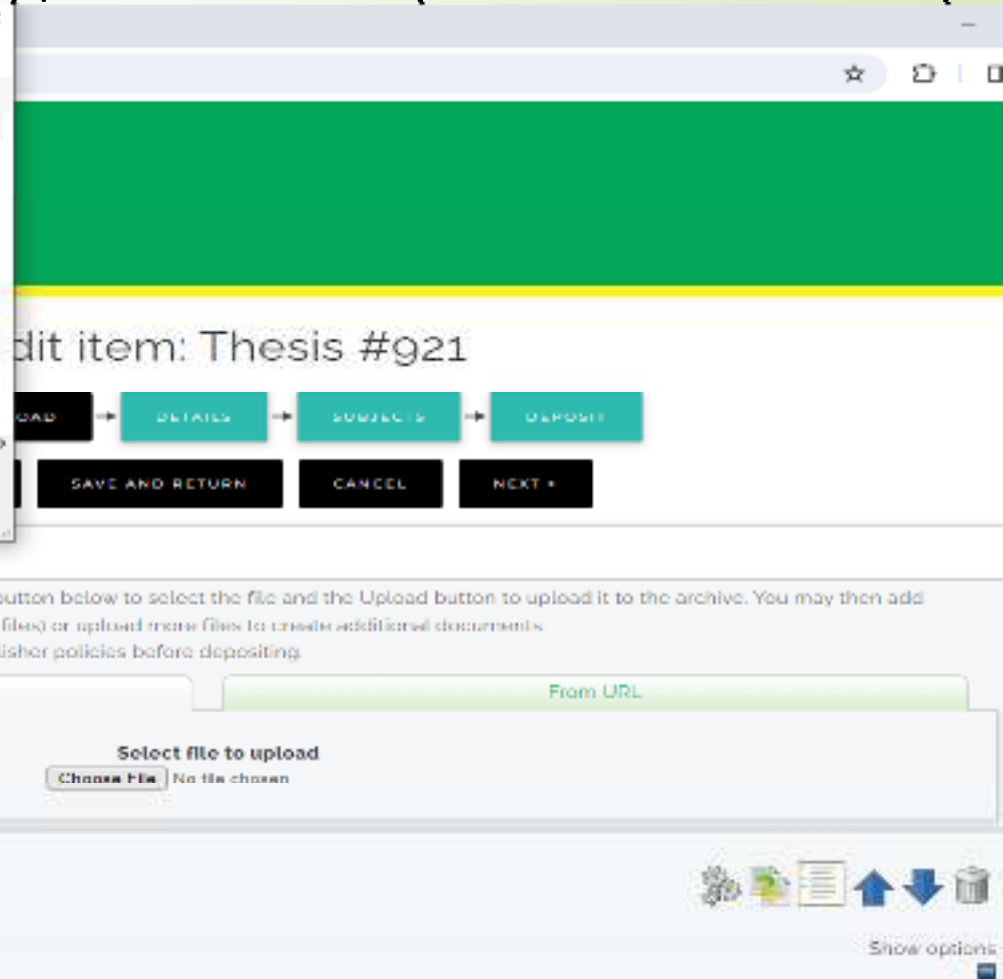 dit item: Thesis #921
OAD DETAILS SUBJECTS DEPOSIT
SAVE AND RETURN CANCEL NEXT
button below to select the file and the Upload button to upload it to the archive. You may then add
files) or upload more files to create additional documents.
lisher policies before depositing.
From URL
Select file to upload
Choose File No file chosen
Show options